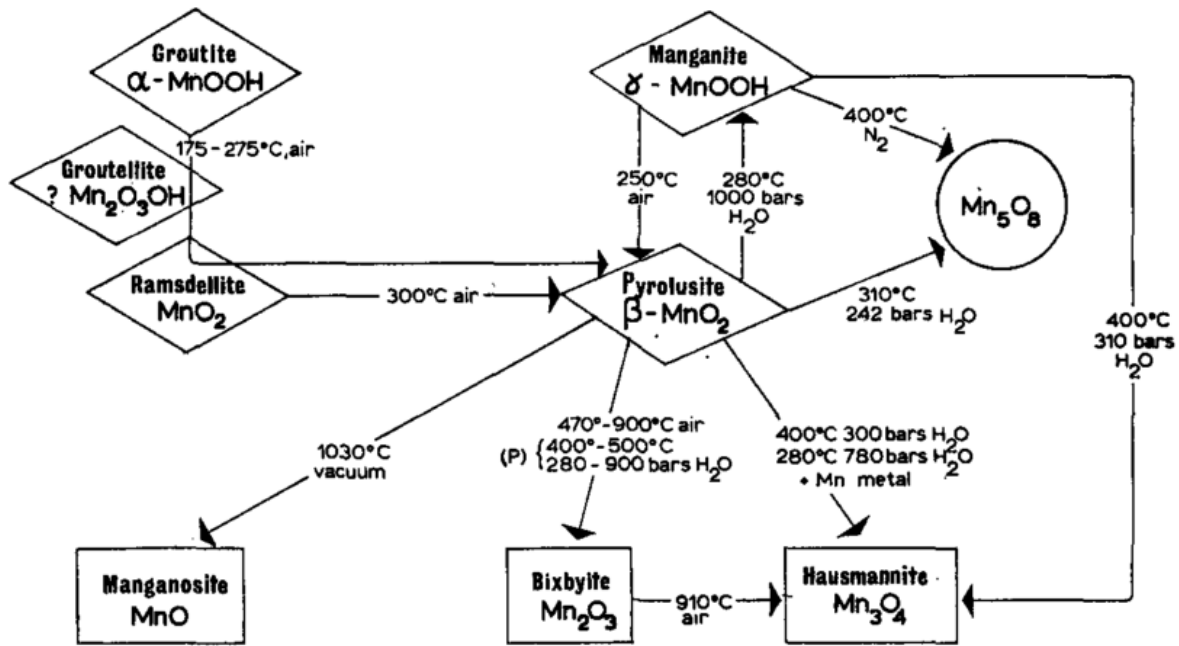 Groutite
α-MnOOH
175-275°C,air
Groutellite
? Mn₂O₃OH
Ramsdellite
MnO₂
300°C air
Manganite
γ - MnOOH
250°C
air
280°C
1000 bars
H₂O
400°C
N₂
Mn₅O₈
Pyrolusite
β-MnO₂
310°C
242 bars H₂O
400°C
310 bars
H₂O
1030°C
vacuum
470°-900°C air
(P) {400°-500°C
280-900 bars H₂O
400°C 300 bars H₂O
280°C 780 bars H₂O
+ Mn metal
Manganosite
MnO
Bixbyite
Mn₂O₃
910°C
air
Hausmannite
Mn₃O₄